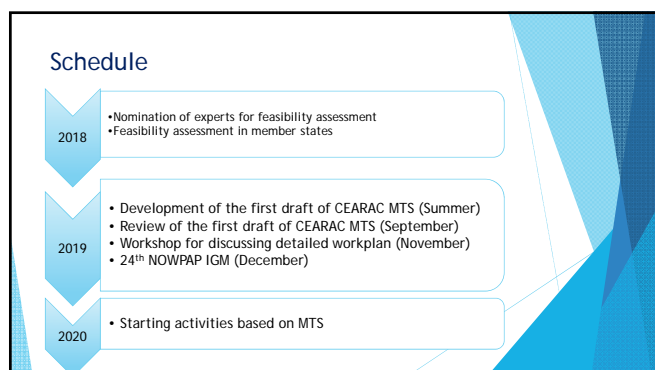 Schedule
2018
•Nomination of experts for feasibility assessment
•Feasibility assessment in member states
2019
• Development of the first draft of CEARAC MTS (Summer)
• Review of the first draft of CEARAC MTS (September)
• Workshop for discussing detailed workplan (November)
• 24th NOWPAP IGM (December)
2020
• Starting activities based on MTS